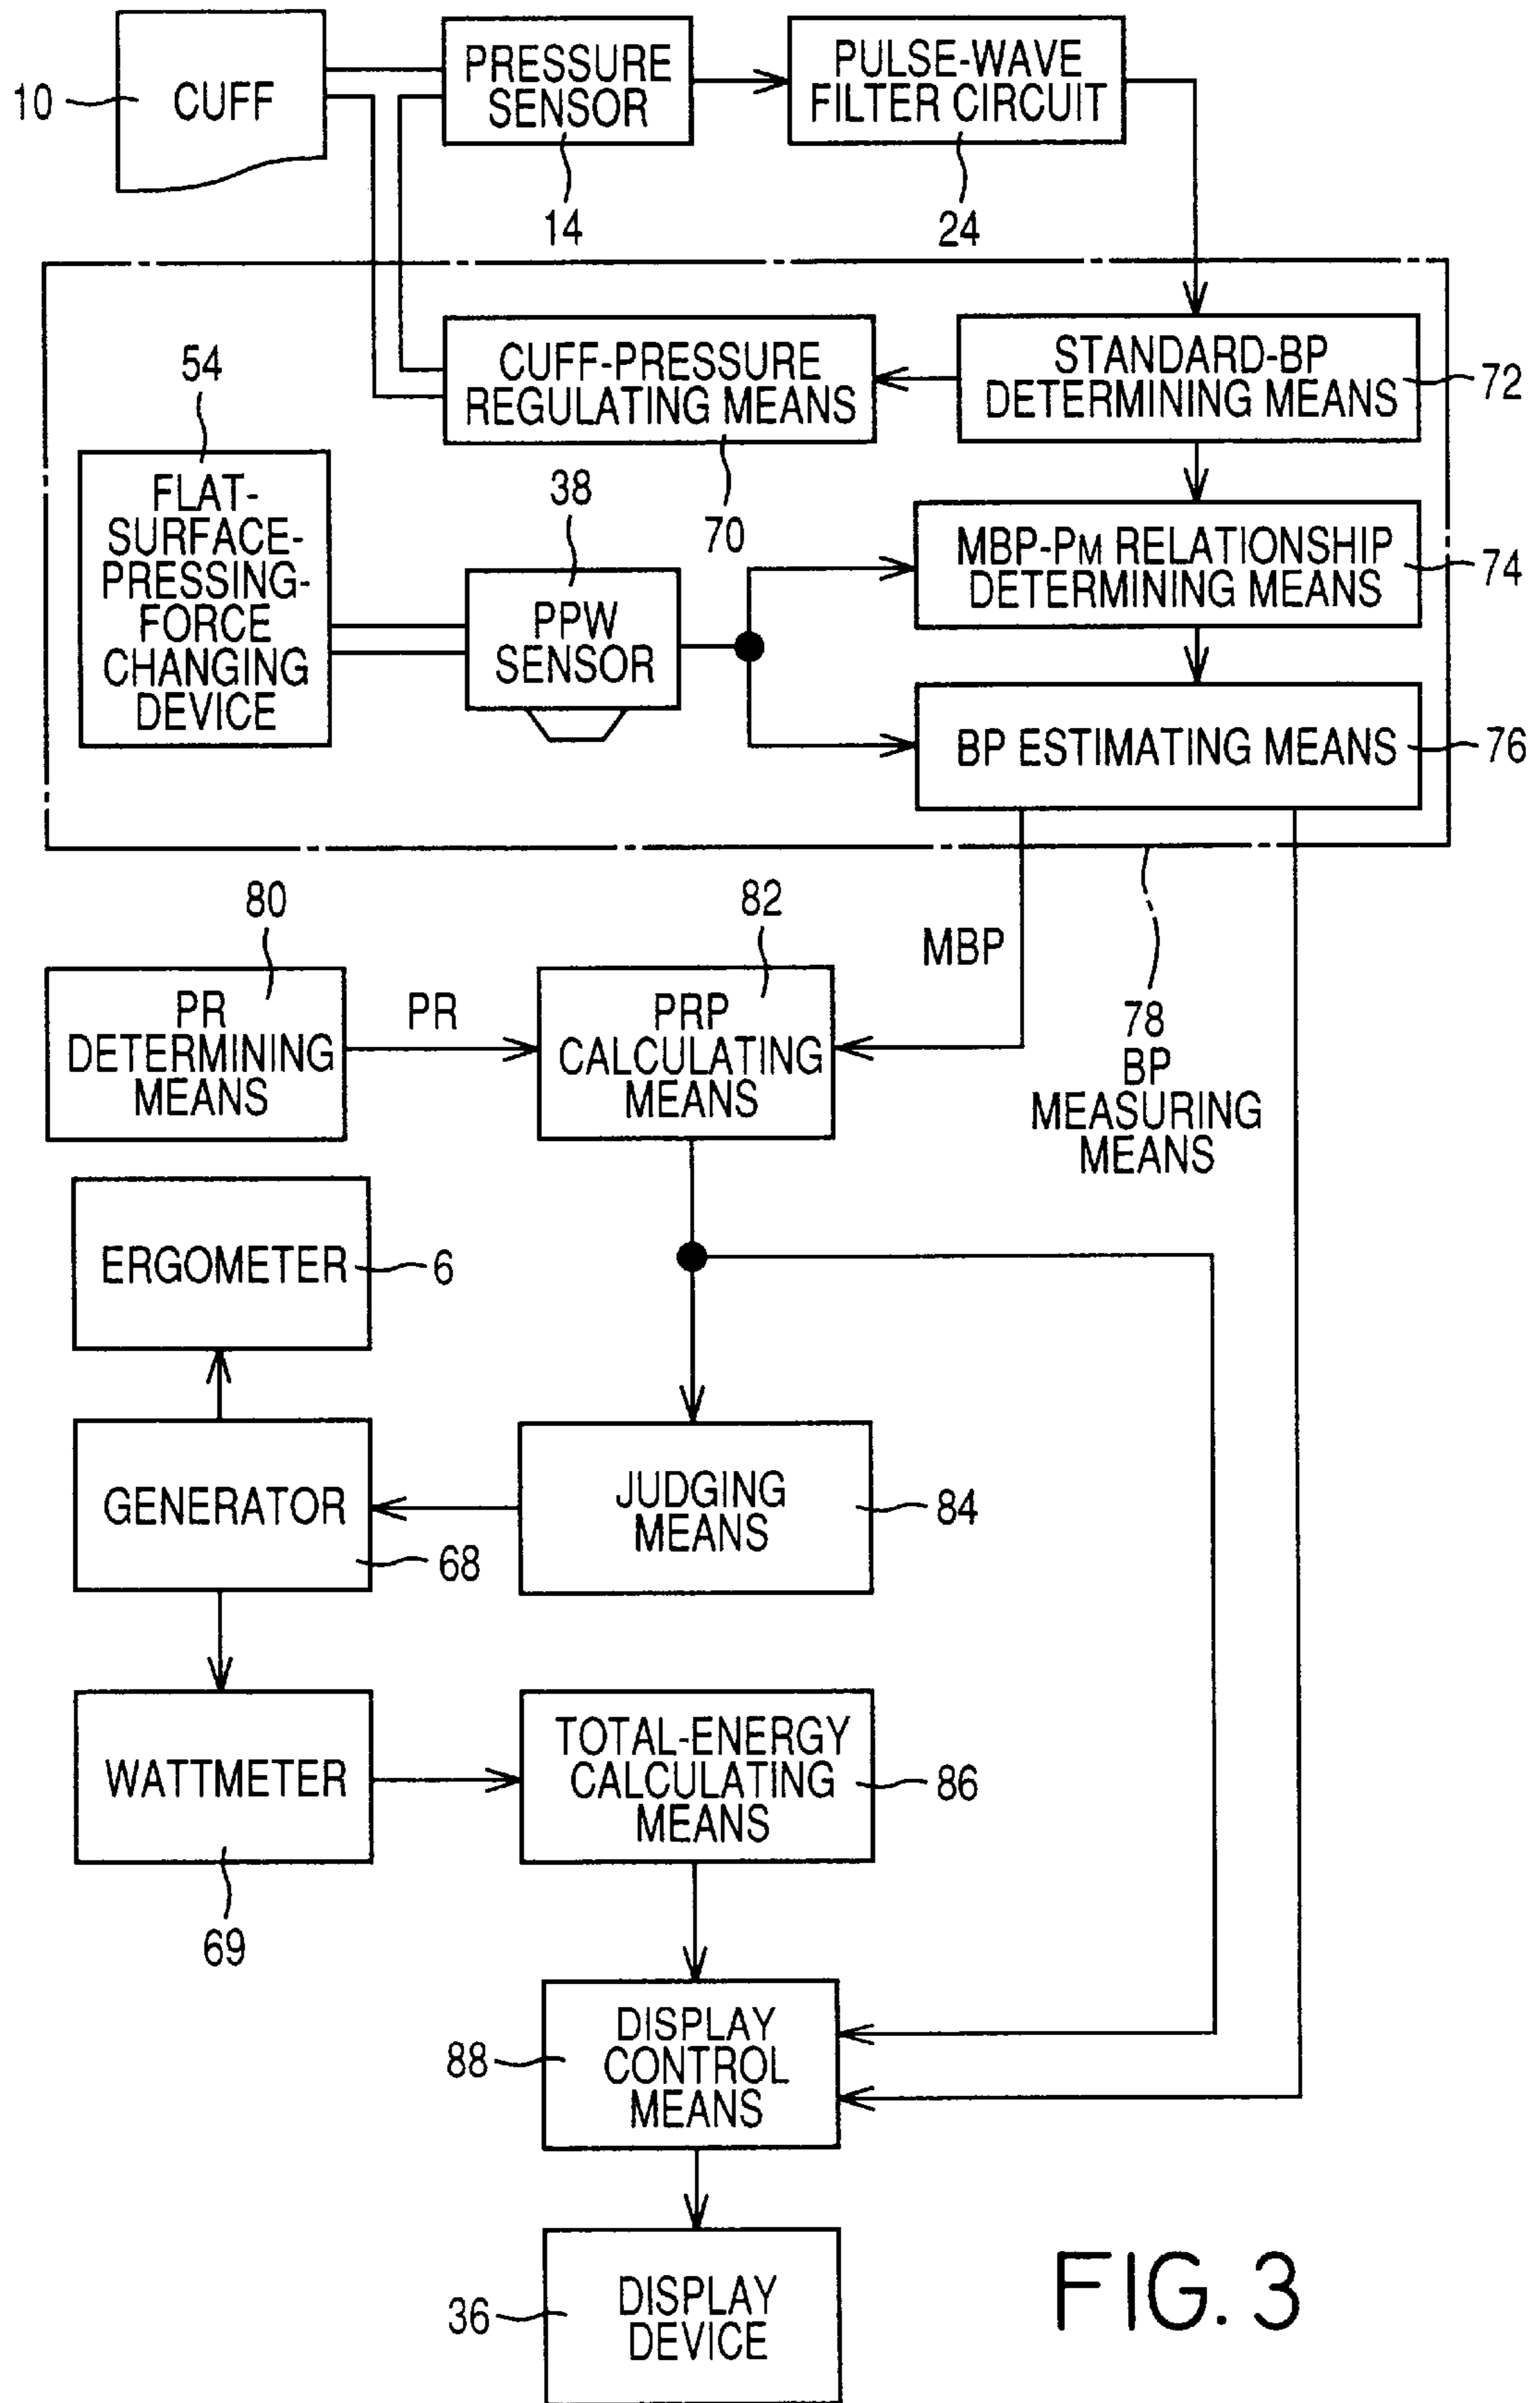 10
CUFF
PRESSURE
SENSOR
14
PULSE-WAVE
FILTER CIRCUIT
24
54
FLAT-
SURFACE-
PRESSING-
FORCE
CHANGING
DEVICE
CUFF-PRESSURE
REGULATING MEANS
70
STANDARD-BP
DETERMINING MEANS
72
38
PPW
SENSOR
MBP-PM RELATIONSHIP
DETERMINING MEANS
74
BP ESTIMATING MEANS
76
MBP
78
BP
MEASURING
MEANS
80
PR
DETERMINING
MEANS
PR
82
PRP
CALCULATING
MEANS
ERGOMETER
6
GENERATOR
68
JUDGING
MEANS
84
WATTMETER
69
TOTAL-ENERGY
CALCULATING
MEANS
86
88
DISPLAY
CONTROL
MEANS
36
DISPLAY
DEVICE
FIG. 3